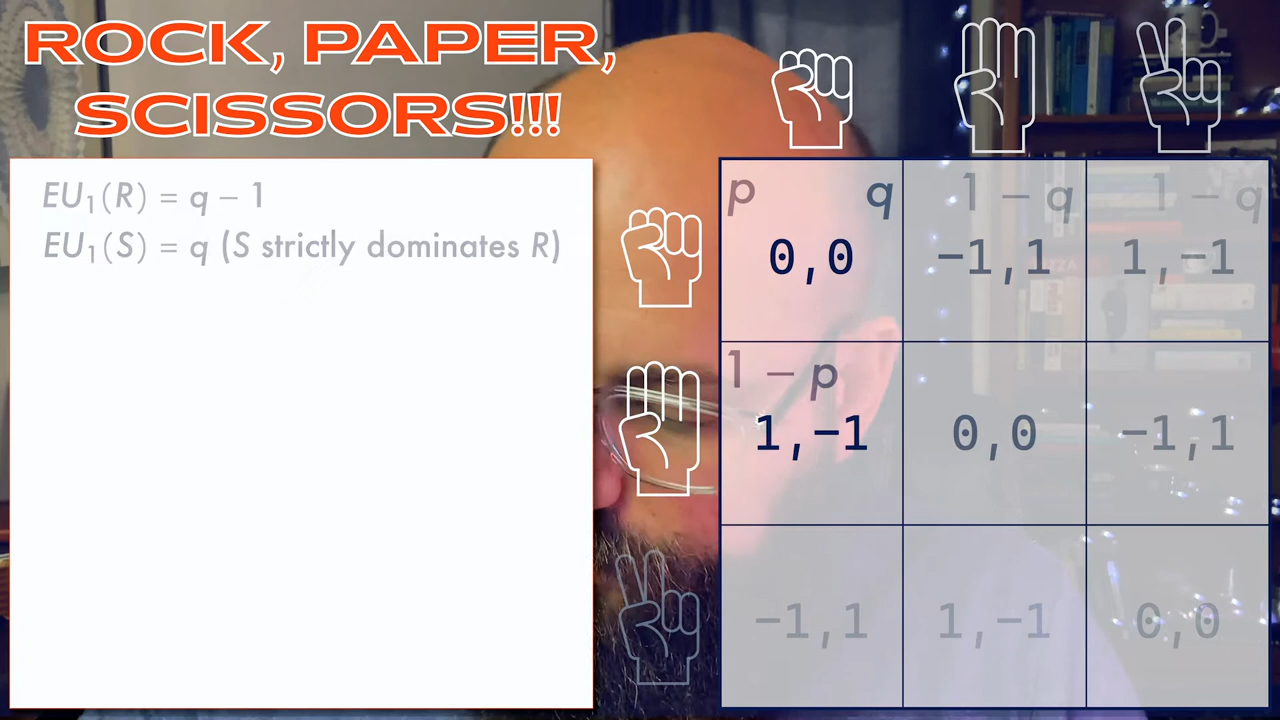 ROCK, PAPER,
SCISSORS!!!
EU₁(R) = q – 1
EU₁(S) = q (S strictly dominates R)
p q 1 – q 1 – q
0,0 –1,1 1,–1
1 – p
1,–1 0,0 –1,1
–1,1 1,–1 0,0